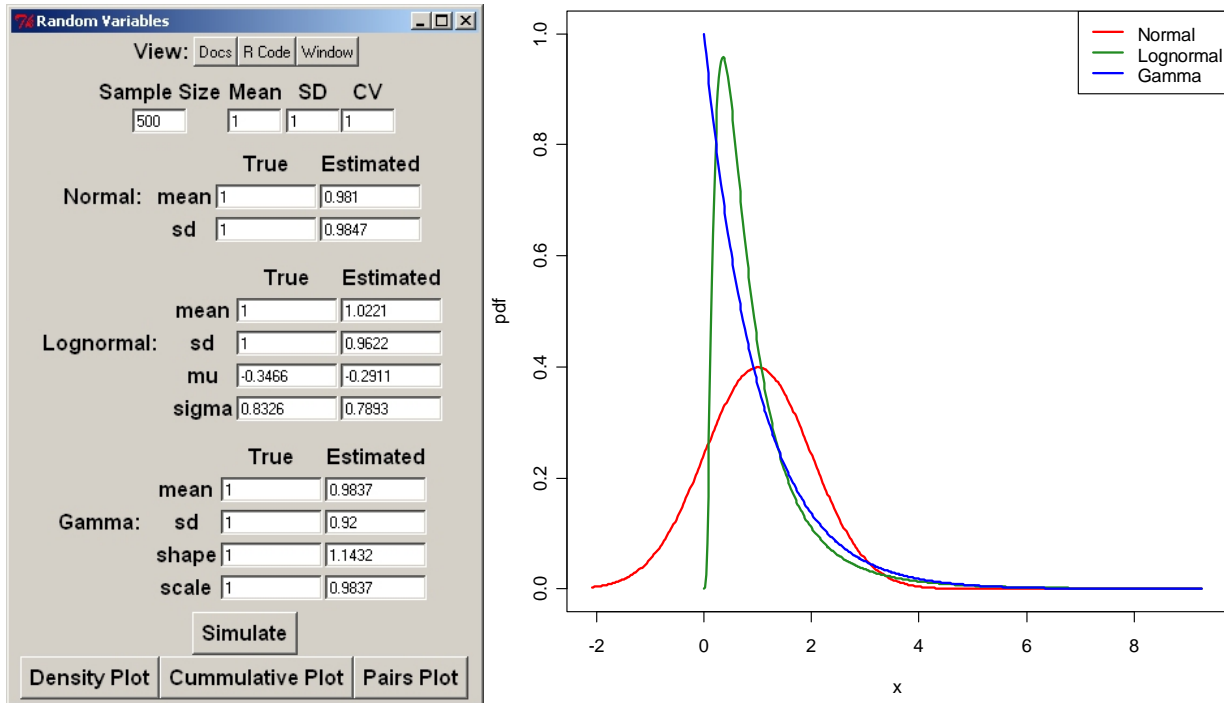 Random Variables
View: Docs R Code Window
Sample Size Mean SD CV
500 1 1 1
True Estimated
Normal: mean 1 0.981
sd 1 0.9847
True Estimated
mean 1 1.0221
Lognormal: sd 1 0.9622
mu -0.3466 -0.2911
sigma 0.8326 0.7893
True Estimated
mean 1 0.9837
Gamma: sd 1 0.92
shape 1 1.1432
scale 1 0.9837
Simulate
Density Plot Cummulative Plot Pairs Plot
Normal
Lognormal
Gamma
pdf
1.0
0.8
0.6
0.4
0.2
0.0
-2 0 2 4 6 8
x